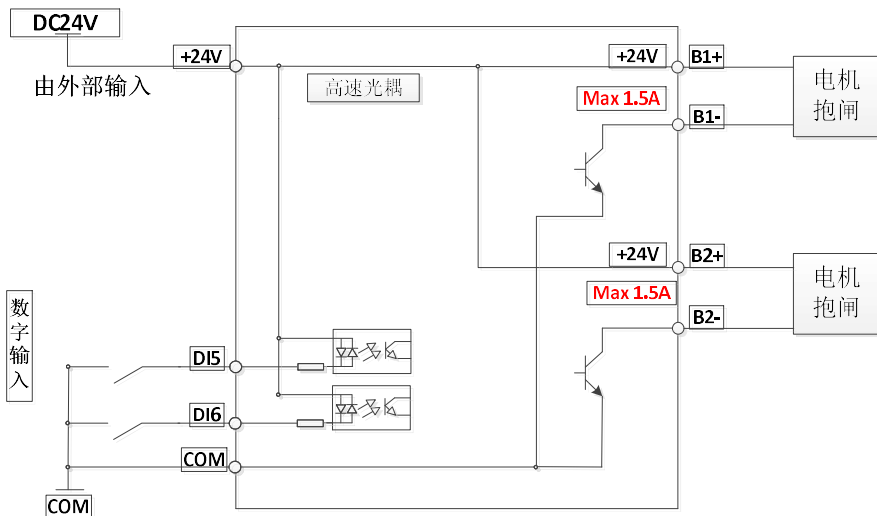 DC24V
+24V
由外部输入
高速光耦
+24V
B1+
Max 1.5A
B1-
电机
抱闸
+24V
B2+
Max 1.5A
B2-
电机
抱闸
数字输入
DI5
DI6
COM
COM